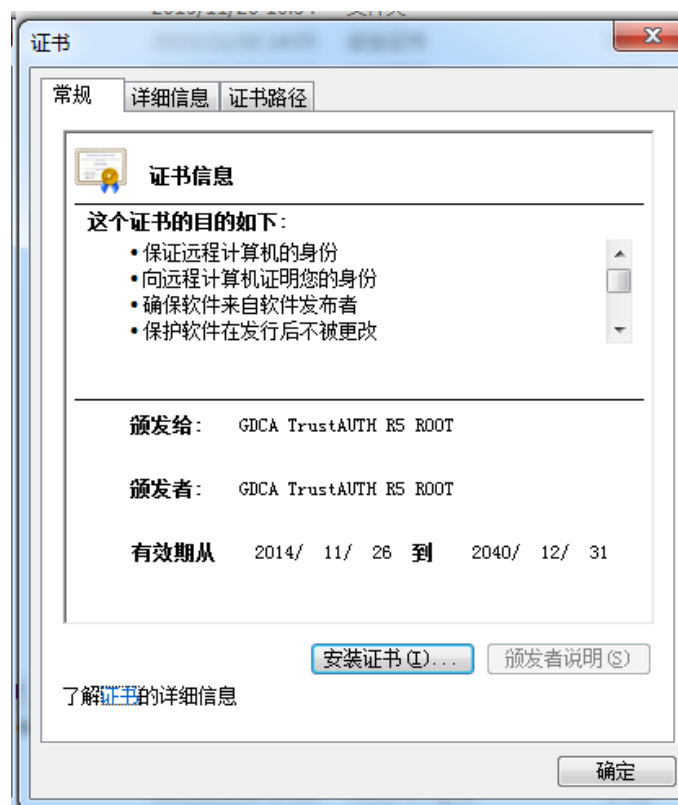 证书
常规 详细信息 证书路径
证书信息
这个证书的目的如下:
•保证远程计算机的身份
•向远程计算机证明您的身份
•确保软件来自软件发布者
•保护软件在发行后不被更改
颁发给: GDCA TrustAUTH R5 ROOT
颁发者: GDCA TrustAUTH R5 ROOT
有效期从 2014/ 11/ 26 到 2040/ 12/ 31
安装证书(I)... 颁发者说明(S)
了解证书的详细信息
确定